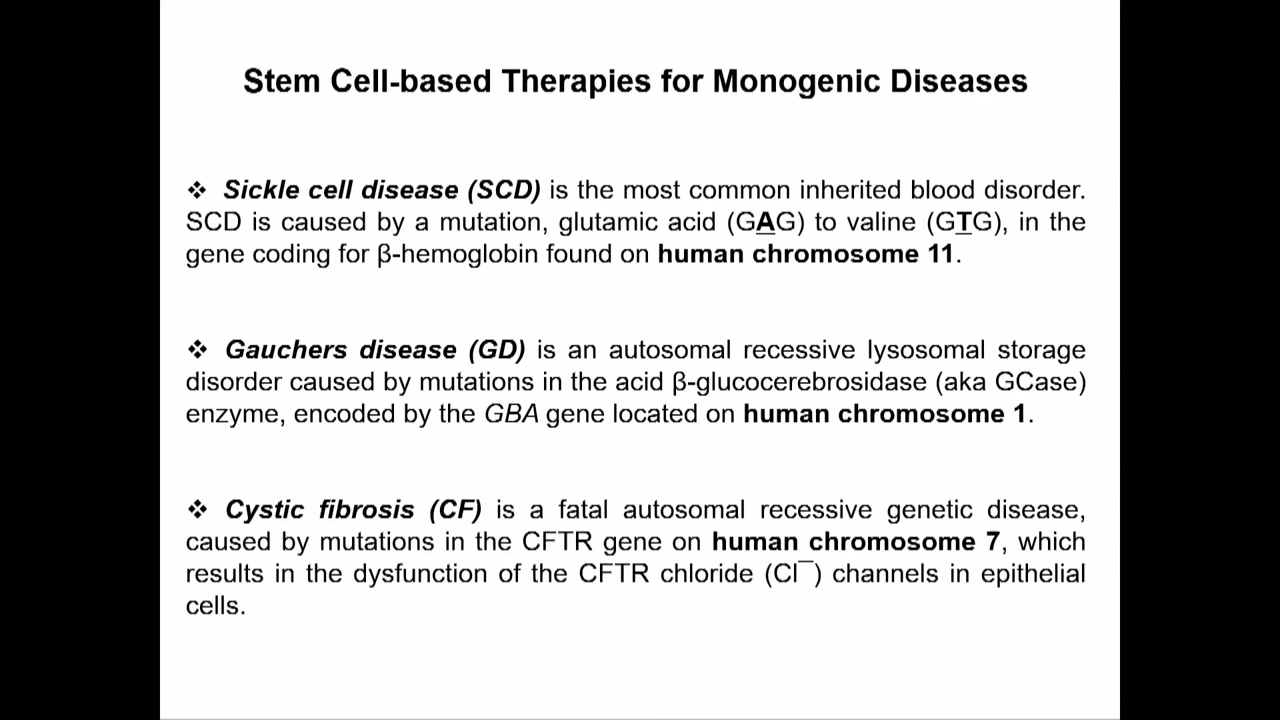 Stem Cell-based Therapies for Monogenic Diseases
❖ Sickle cell disease (SCD) is the most common inherited blood disorder.
SCD is caused by a mutation, glutamic acid (GAG) to valine (GTG), in the
gene coding for β-hemoglobin found on human chromosome 11.
❖ Gauchers disease (GD) is an autosomal recessive lysosomal storage
disorder caused by mutations in the acid β-glucocerebrosidase (aka GCase)
enzyme, encoded by the GBA gene located on human chromosome 1.
❖ Cystic fibrosis (CF) is a fatal autosomal recessive genetic disease,
caused by mutations in the CFTR gene on human chromosome 7, which
results in the dysfunction of the CFTR chloride (Cl¯) channels in epithelial
cells.